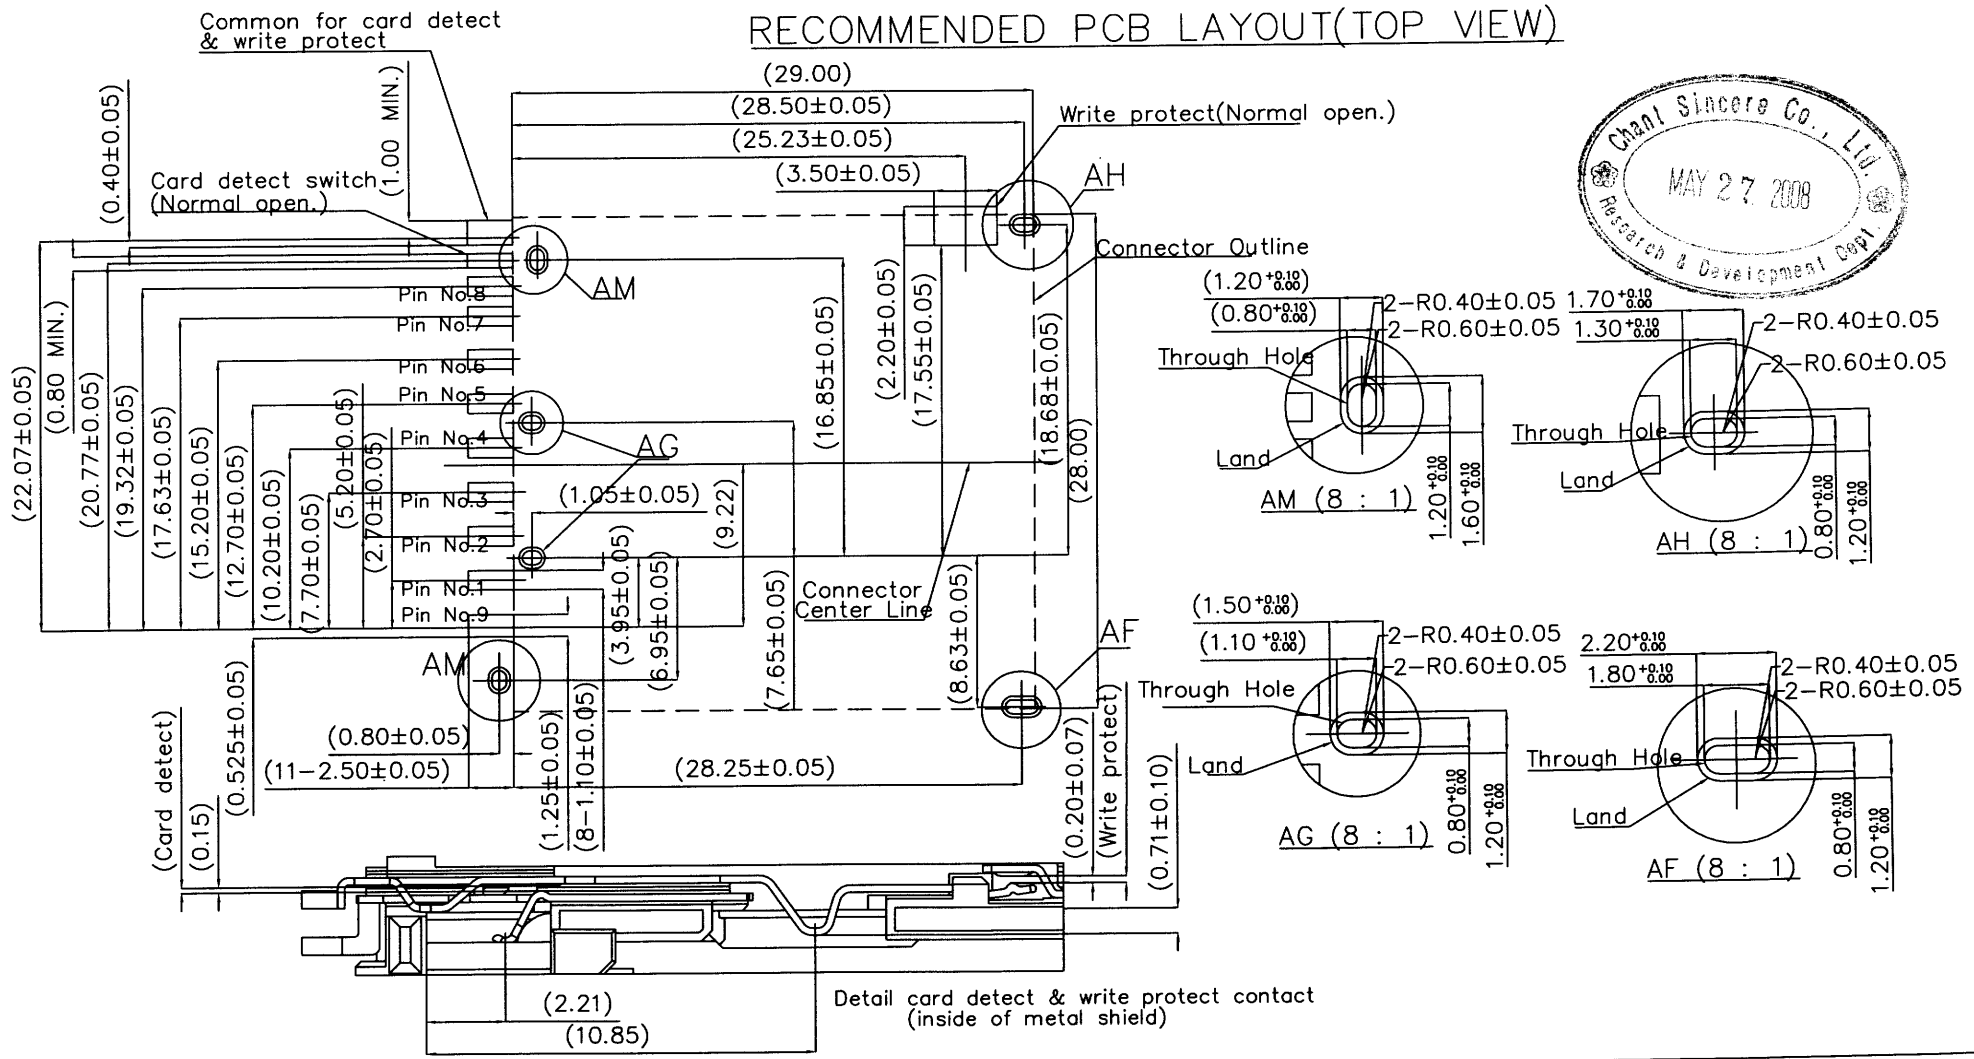 RECOMMENDED PCB LAYOUT(TOP VIEW)
Common for card detect
& write protect
(29.00)
(28.50±0.05)
(25.23±0.05)
(3.50±0.05)
Write protect(Normal open.)
(0.40±0.05)
(1.00 MIN.)
Card detect switch
(Normal open.)
AH
AM
Connector Outline
Chant Sincere Co., Ltd.
MAY 27. 2008
Research & Development Dept.
Pin No.8
Pin No.7
Pin No.6
Pin No.5
Pin No.4
Pin No.3
Pin No.2
Pin No.1
Pin No.9
(22.07±0.05)
(0.80 MIN.)
(20.77±0.05)
(19.32±0.05)
(17.63±0.05)
(15.20±0.05)
(12.70±0.05)
(10.20±0.05)
(7.70±0.05)
(5.20±0.05)
(2.70±0.05)
AG
(1.05±0.05)
(9.22)
(16.85±0.05)
(2.20±0.05)
(17.55±0.05)
(18.68±0.05)
(28.00)
(3.95±0.05)
(6.95±0.05)
(7.65±0.05)
Connector
Center Line
(8.63±0.05)
AF
AM
(0.80±0.05)
(11-2.50±0.05)
(0.525±0.05)
(1.25±0.05)
(8-1.10±0.05)
(28.25±0.05)
(Card detect)
(0.15)
(0.20±0.07)
(Write protect)
(0.71±0.10)
(2.21)
(10.85)
Detail card detect & write protect contact
(inside of metal shield)
(1.20+0.10 0.00)
(0.80+0.10 0.00)
2-R0.40±0.05
2-R0.60±0.05
Through Hole
Land
AM (8 : 1)
1.20+0.10 0.00
1.60+0.10 0.00
1.70+0.10 0.00
1.30+0.10 0.00
2-R0.40±0.05
2-R0.60±0.05
Through Hole
Land
AH (8 : 1)
0.80+0.10 0.00
1.20+0.10 0.00
(1.50+0.10 0.00)
(1.10 +0.10 0.00)
2-R0.40±0.05
2-R0.60±0.05
Through Hole
Land
AG (8 : 1)
0.80+0.10 0.00
1.20+0.10 0.00
2.20+0.10 0.00
1.80+0.10 0.00
2-R0.40±0.05
2-R0.60±0.05
Through Hole
Land
AF (8 : 1)
0.80+0.10 0.00
1.20+0.10 0.00